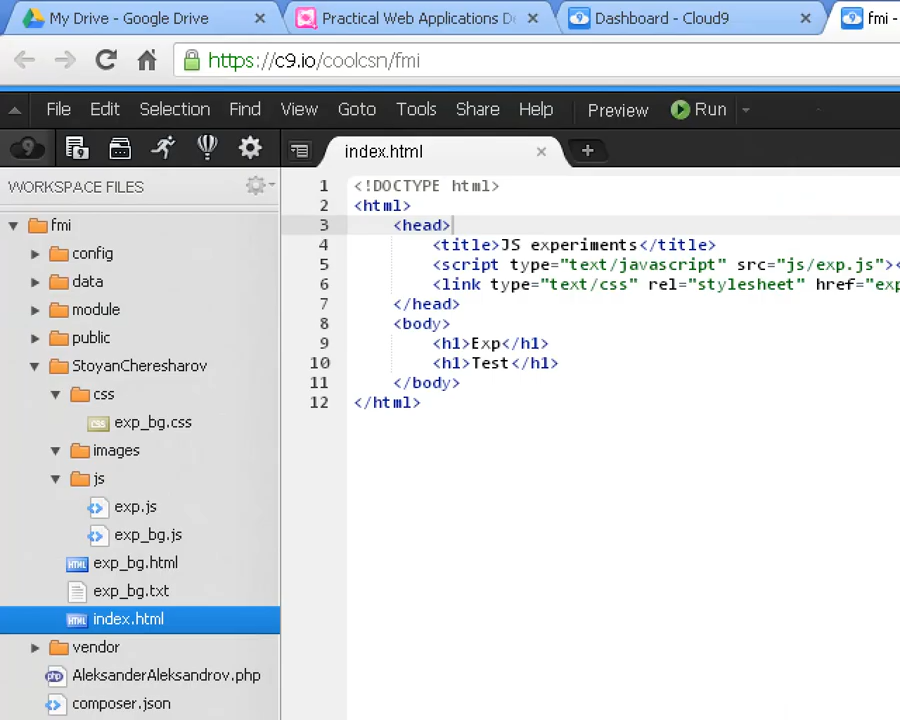 My Drive - Google Drive
Practical Web Applications D
Dashboard - Cloud9
fmi -
https://c9.io/coolcsn/fmi
File Edit Selection Find View Goto Tools Share Help Preview Run
index.html
WORKSPACE FILES
fmi
config
data
module
public
StoyanCheresharov
css
exp_bg.css
images
js
exp.js
exp_bg.js
exp_bg.html
exp_bg.txt
index.html
vendor
AleksanderAleksandrov.php
composer.json
1 <!DOCTYPE html>
2 <html>
3 <head>
4 <title>JS experiments</title>
5 <script type="text/javascript" src="js/exp.js"><
6 <link type="text/css" rel="stylesheet" href="exp
7 </head>
8 <body>
9 <h1>Exp</h1>
10 <h1>Test</h1>
11 </body>
12 </html>